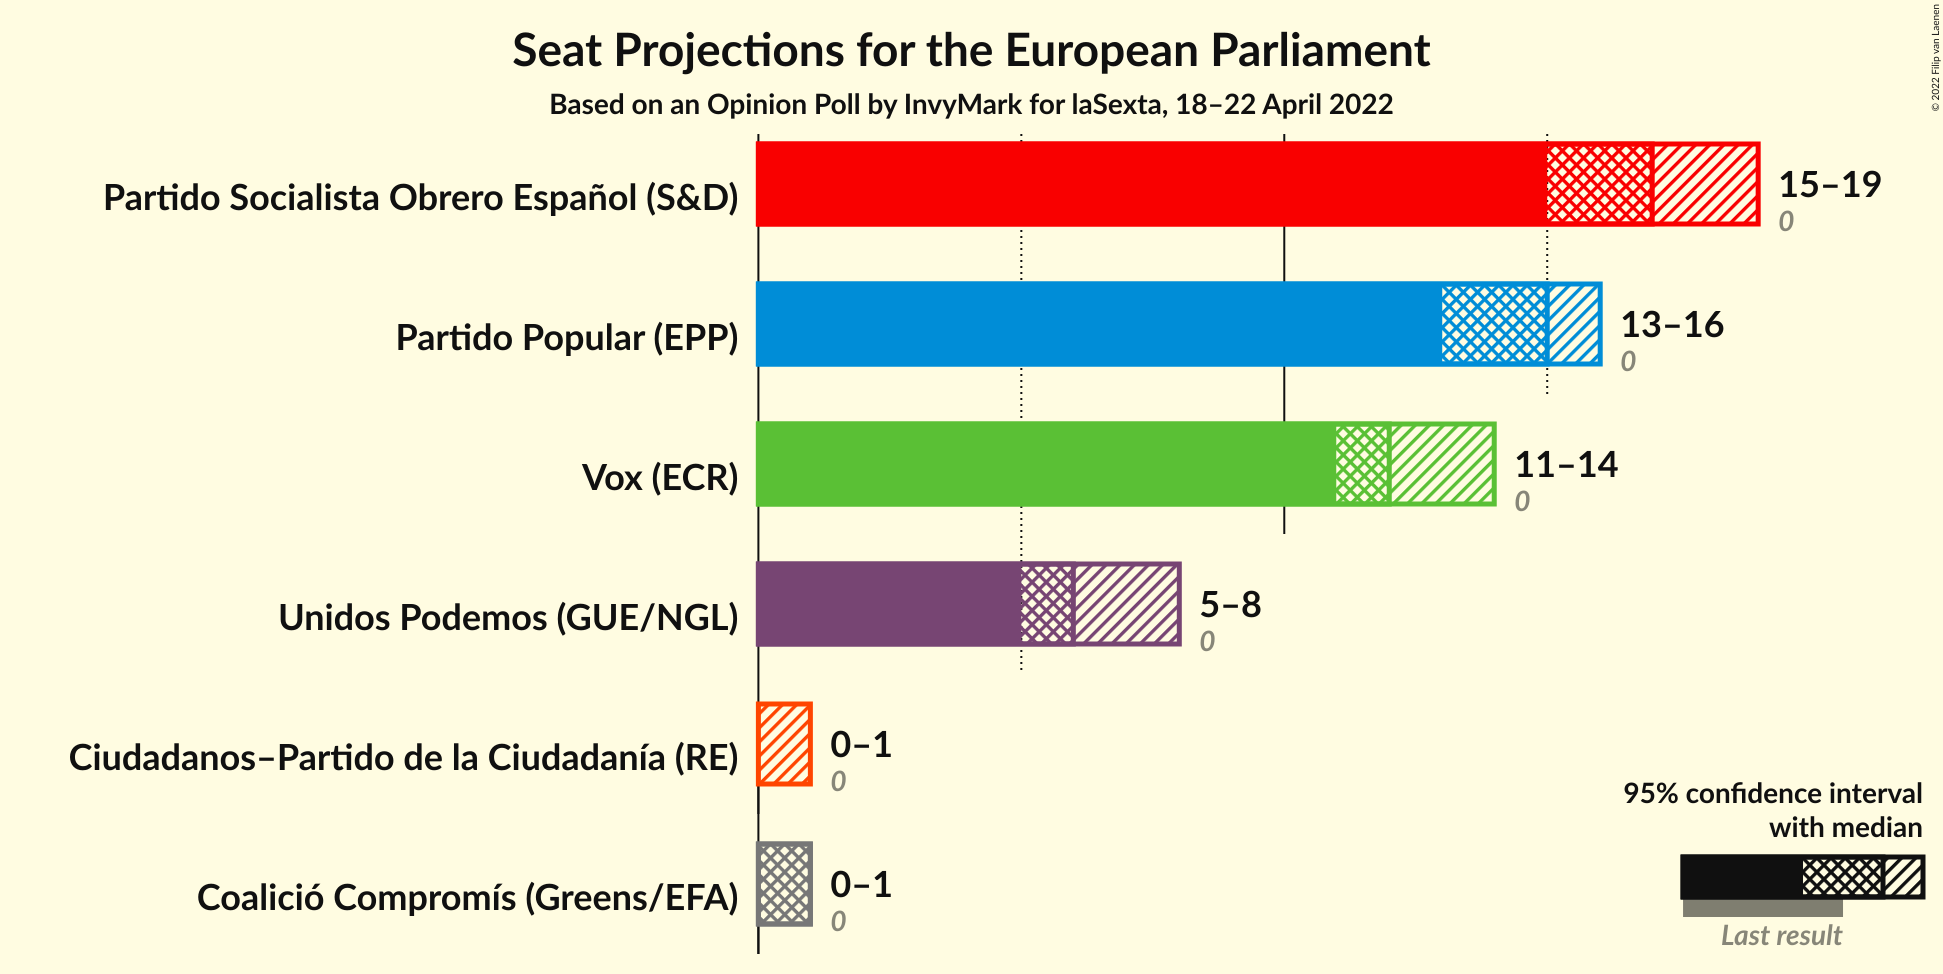 Seat Projections for the European Parliament
Based on an Opinion Poll by InvyMark for laSexta, 18–22 April 2022
© 2022 Filip van Laenen
Partido Socialista Obrero Español (S&D)
15–19
0
Partido Popular (EPP)
13–16
0
Vox (ECR)
11–14
0
Unidos Podemos (GUE/NGL)
5–8
0
Ciudadanos–Partido de la Ciudadanía (RE)
0–1
0
Coalició Compromís (Greens/EFA)
0–1
0
95% confidence interval
with median
Last result